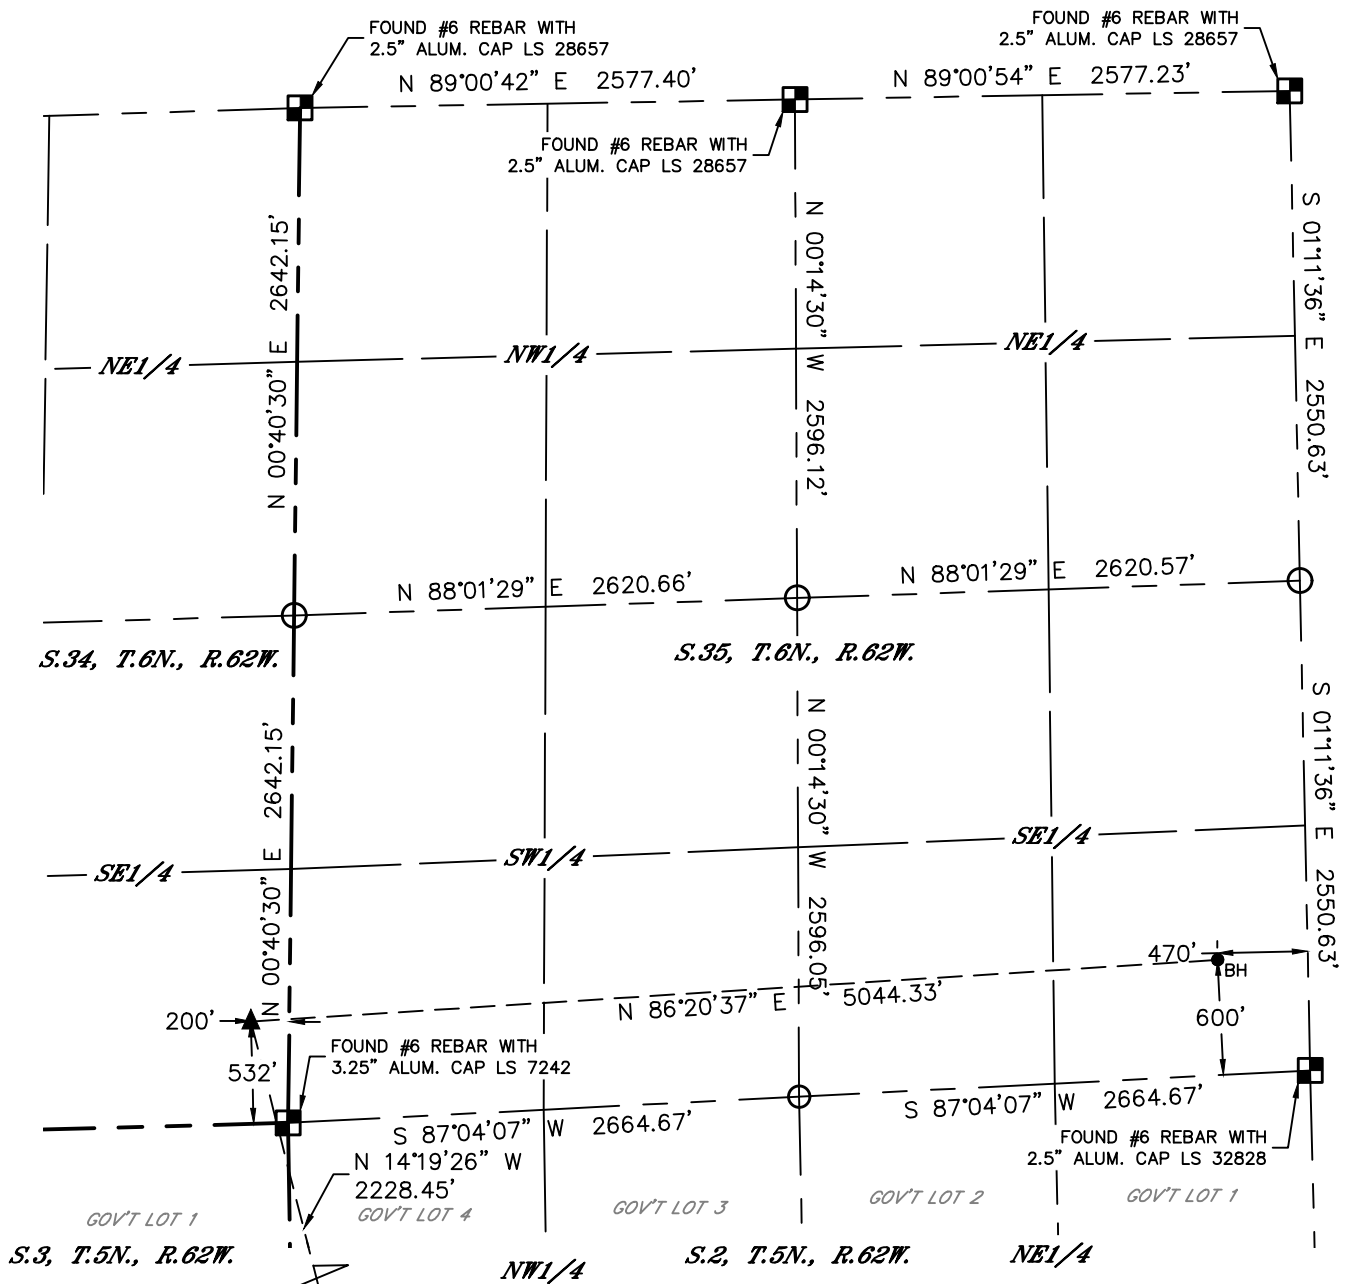 FOUND #6 REBAR WITH
2.5" ALUM. CAP LS 28657
FOUND #6 REBAR WITH
2.5" ALUM. CAP LS 28657
N 89°00'42" E 2577.40'
N 89°00'54" E 2577.23'
FOUND #6 REBAR WITH
2.5" ALUM. CAP LS 28657
N 00°40'30" E 2642.15'
N 00°14'30" W 2596.12'
S 01°11'36" E 2550.63'
NE1/4
NW1/4
NE1/4
N 88°01'29" E 2620.66'
N 88°01'29" E 2620.57'
S.34, T.6N., R.62W.
S.35, T.6N., R.62W.
N 00°40'30" E 2642.15'
N 00°14'30" W 2596.05'
S 01°11'36" E 2550.63'
SE1/4
SW1/4
SE1/4
470'
BH
N 86°20'37" E 5044.33'
200'
600'
532'
FOUND #6 REBAR WITH
3.25" ALUM. CAP LS 7242
S 87°04'07" W 2664.67'
S 87°04'07" W 2664.67'
FOUND #6 REBAR WITH
2.5" ALUM. CAP LS 32828
N 14°19'26" W
2228.45'
GOV'T LOT 1
GOV'T LOT 4
GOV'T LOT 3
GOV'T LOT 2
GOV'T LOT 1
S.3, T.5N., R.62W.
NW1/4
S.2, T.5N., R.62W.
NE1/4